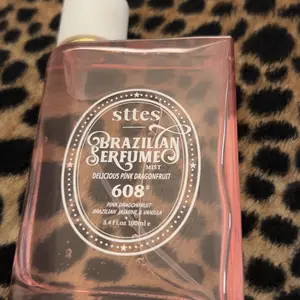 sttes
BRAZILIAN
PERFUME
MIST
DELICIOUS PINK DRAGONFRUIT
608#
PINK DRAGONFRUIT
BRAZILIAN JASMINE & VANILLA
3.4 fl.oz 100ml e